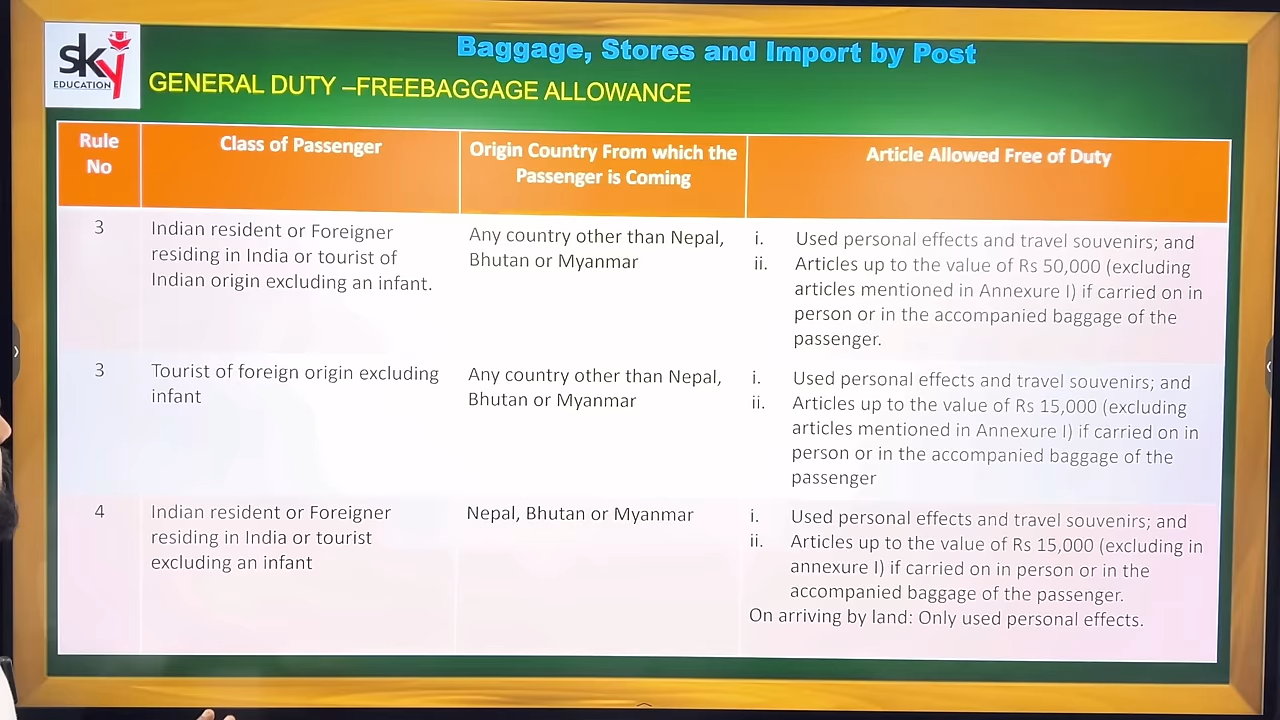 sky
EDUCATION
Baggage, Stores and Import by Post
GENERAL DUTY –FREEBAGGAGE ALLOWANCE
Rule
No
Class of Passenger
Origin Country From which the
Passenger is Coming
Article Allowed Free of Duty
3
Indian resident or Foreigner
residing in India or tourist of
Indian origin excluding an infant.
Any country other than Nepal,
Bhutan or Myanmar
i. Used personal effects and travel souvenirs; and
ii. Articles up to the value of Rs 50,000 (excluding
articles mentioned in Annexure I) if carried on in
person or in the accompanied baggage of the
passenger.
3
Tourist of foreign origin excluding
infant
Any country other than Nepal,
Bhutan or Myanmar
i. Used personal effects and travel souvenirs; and
ii. Articles up to the value of Rs 15,000 (excluding
articles mentioned in Annexure I) if carried on in
person or in the accompanied baggage of the
passenger
4
Indian resident or Foreigner
residing in India or tourist
excluding an infant
Nepal, Bhutan or Myanmar
i. Used personal effects and travel souvenirs; and
ii. Articles up to the value of Rs 15,000 (excluding in
annexure I) if carried on in person or in the
accompanied baggage of the passenger.
On arriving by land: Only used personal effects.